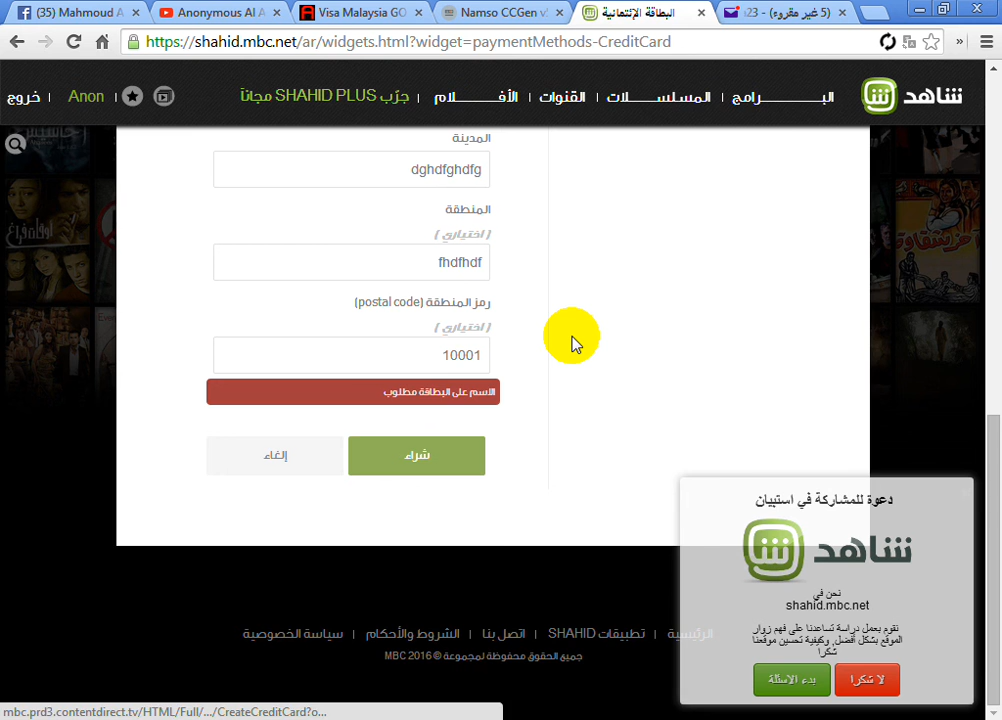 (35) Mahmoud A
Anonymous Al A
Visa Malaysia GO
Namso CCGen v
البطاقة الإئتمانية
(5 غير مقروء) - 23
https://shahid.mbc.net/ar/widgets.html?widget=paymentMethods-CreditCard
شاهد
البـــرامج
المسلسـلات
القنوات
الأفـــلام
جرّب SHAHID PLUS مجاناً
Anon
خروج
المدينة
dghdfghdfg
المنطقة
( اختياري )
fhdfhdf
رمز المنطقة (postal code)
( اختياري )
10001
الاسم على البطاقة مطلوب
شراء
إلغاء
دعوة للمشاركة في استبيان
شاهد
نحن في
shahid.mbc.net
نقوم بعمل دراسة تساعدنا على فهم زوار
الموقع بشكل أفضل، وكيفية تحسين موقعنا
شكرا
لا شكرا
بدء الاسئلة
الرئيسية
تطبيقات SHAHID
اتصل بنا
الشروط والأحكام
سياسة الخصوصية
جميع الحقوق محفوظة لمجموعة MBC 2016 ©
mbc.prd3.contentdirect.tv/HTML/Full/.../CreateCreditCard?o...